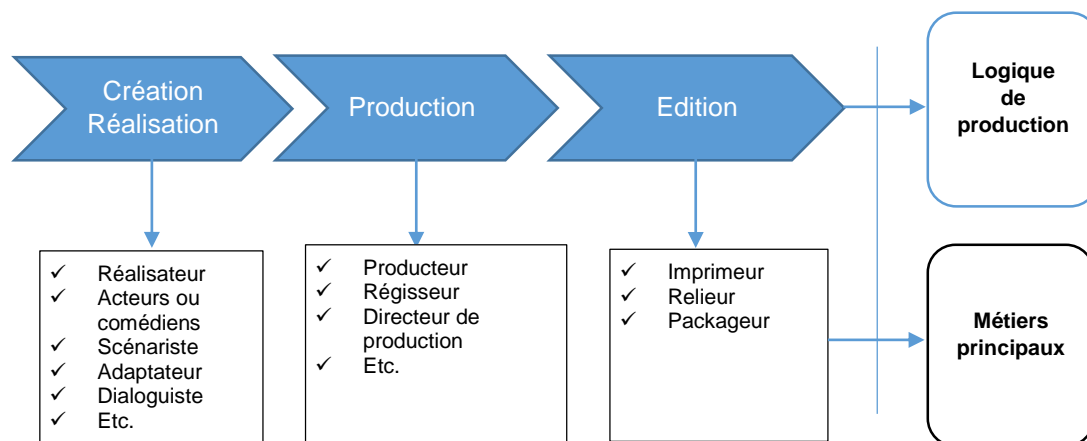 Création
Réalisation
Production
Edition
Logique
de
production
✓ Réalisateur
✓ Acteurs ou
comédiens
✓ Scénariste
✓ Adaptateur
✓ Dialoguiste
✓ Etc.
✓ Producteur
✓ Régisseur
✓ Directeur de
production
✓ Etc.
✓ Imprimeur
✓ Relieur
✓ Packageur
Métiers
principaux